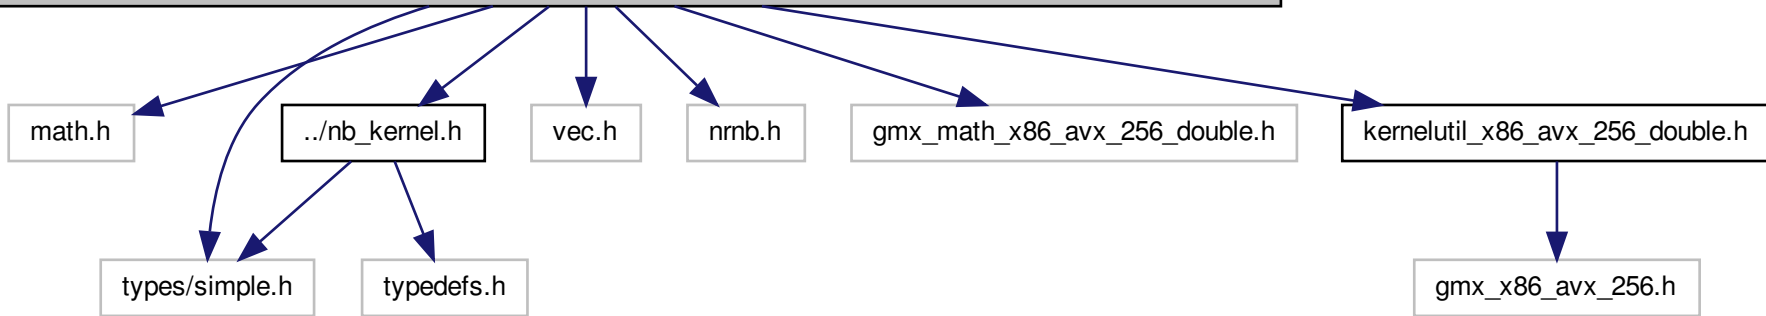 math.h
../nb_kernel.h
vec.h
nrnb.h
gmx_math_x86_avx_256_double.h
kernelutil_x86_avx_256_double.h
types/simple.h
typedefs.h
gmx_x86_avx_256.h